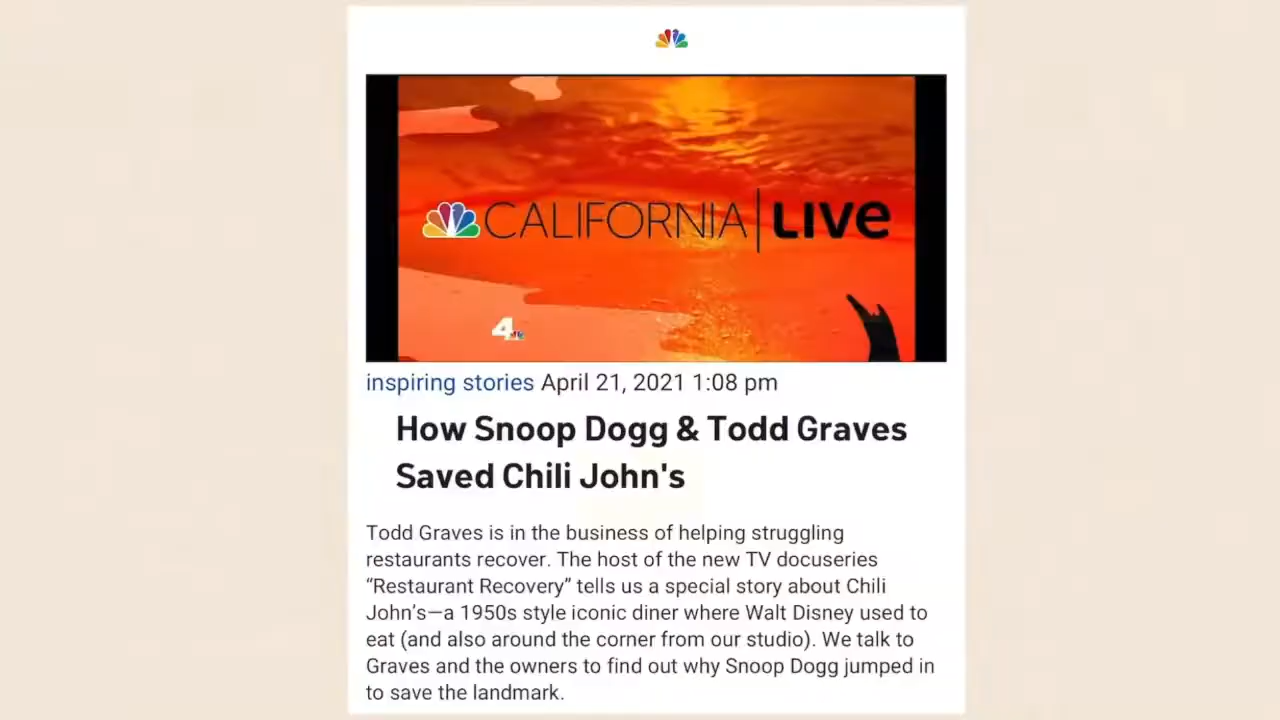 CALIFORNIA LIVE
4
inspiring stories April 21, 2021 1:08 pm
How Snoop Dogg & Todd Graves
Saved Chili John's
Todd Graves is in the business of helping struggling
restaurants recover. The host of the new TV docuseries
“Restaurant Recovery” tells us a special story about Chili
John’s—a 1950s style iconic diner where Walt Disney used to
eat (and also around the corner from our studio). We talk to
Graves and the owners to find out why Snoop Dogg jumped in
to save the landmark.